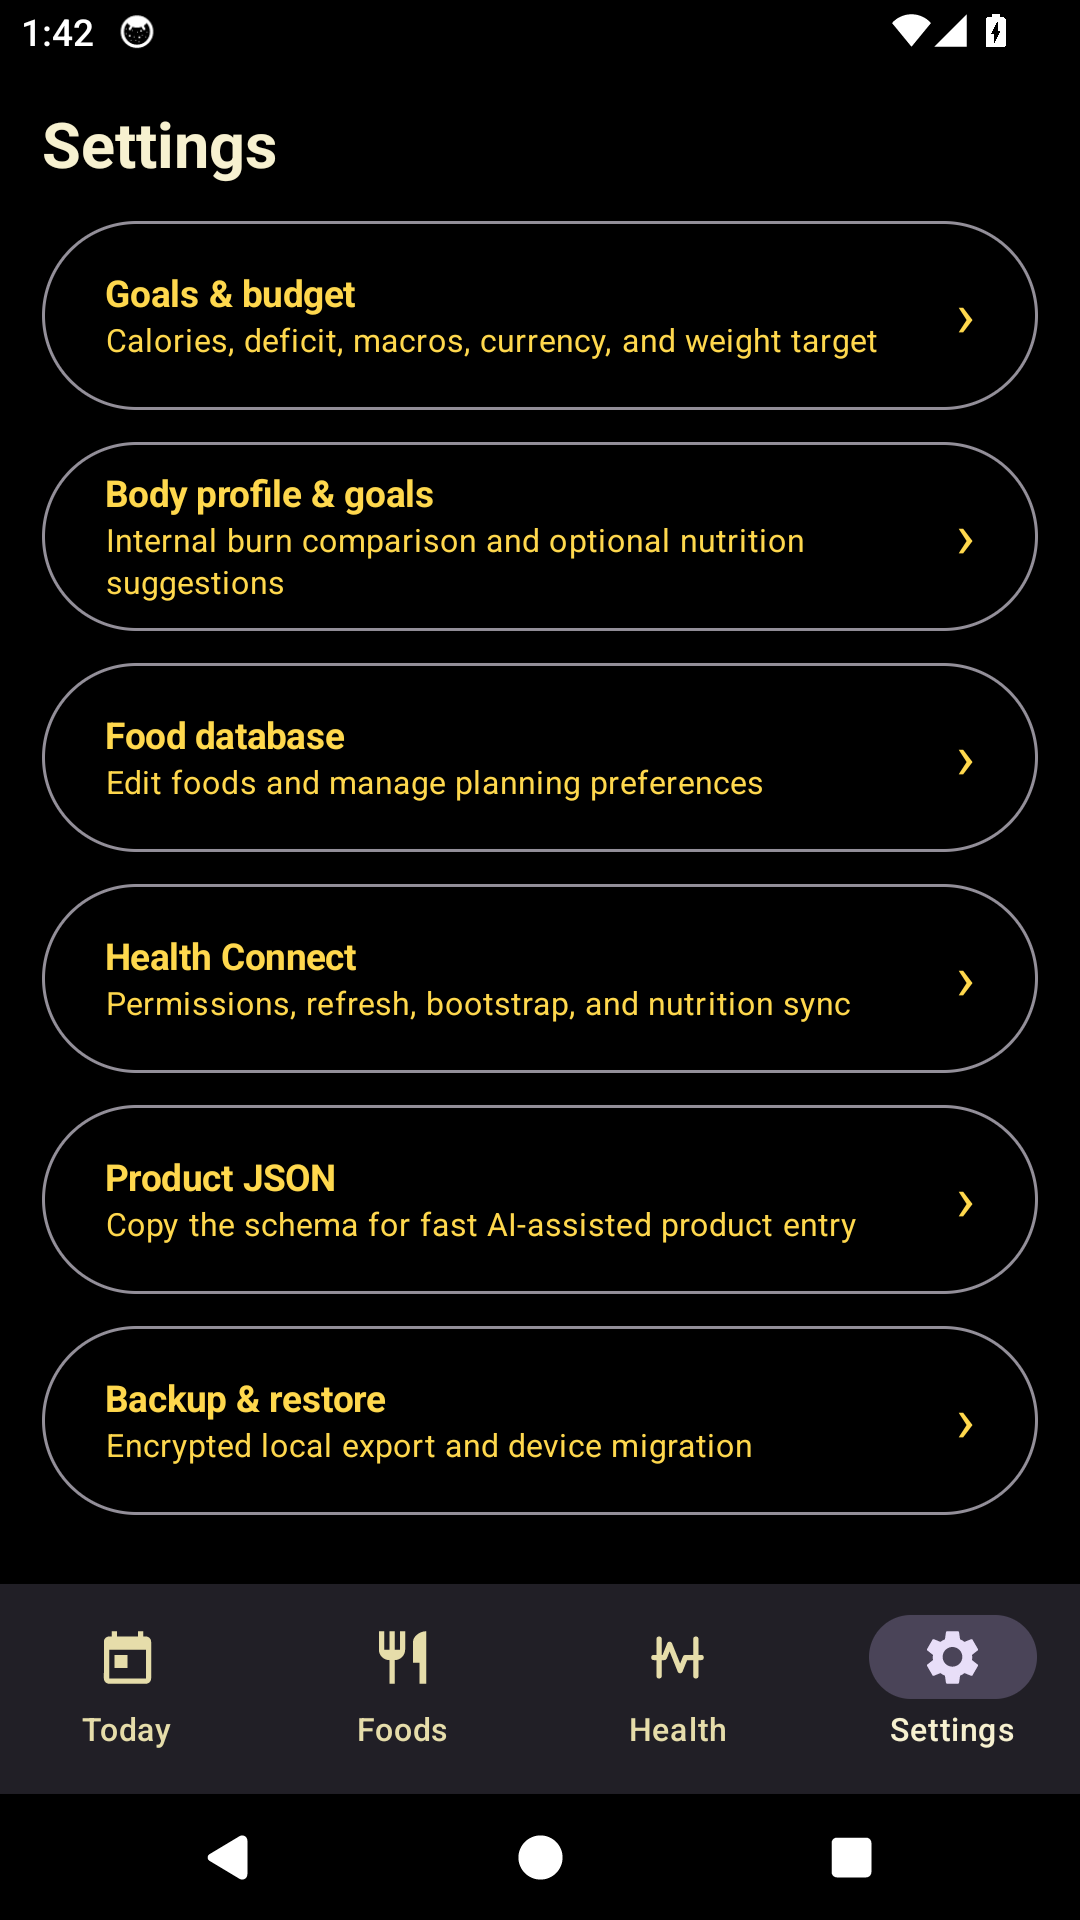 1:42
Settings
Goals & budget
Calories, deficit, macros, currency, and weight target
Body profile & goals
Internal burn comparison and optional nutrition
suggestions
Food database
Edit foods and manage planning preferences
Health Connect
Permissions, refresh, bootstrap, and nutrition sync
Product JSON
Copy the schema for fast AI-assisted product entry
Backup & restore
Encrypted local export and device migration
Today
Foods
Health
Settings